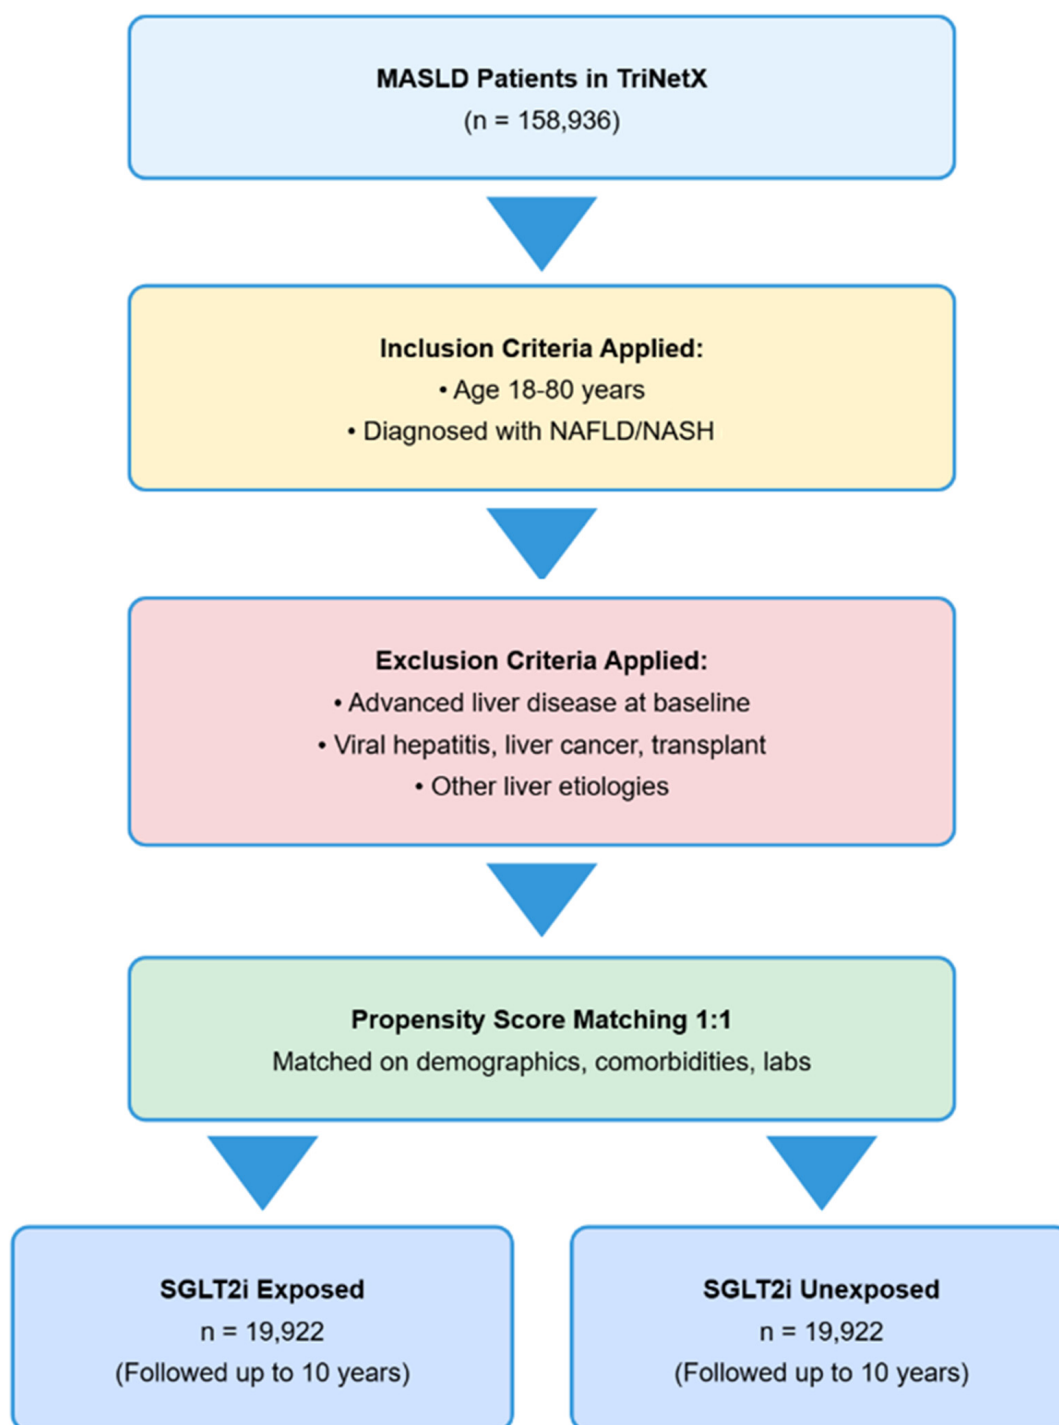 MASLD Patients in TriNetX
(n = 158,936)
Inclusion Criteria Applied:
• Age 18-80 years
• Diagnosed with NAFLD/NASH
Exclusion Criteria Applied:
• Advanced liver disease at baseline
• Viral hepatitis, liver cancer, transplant
• Other liver etiologies
Propensity Score Matching 1:1
Matched on demographics, comorbidities, labs
SGLT2i Exposed
n = 19,922
(Followed up to 10 years)
SGLT2i Unexposed
n = 19,922
(Followed up to 10 years)